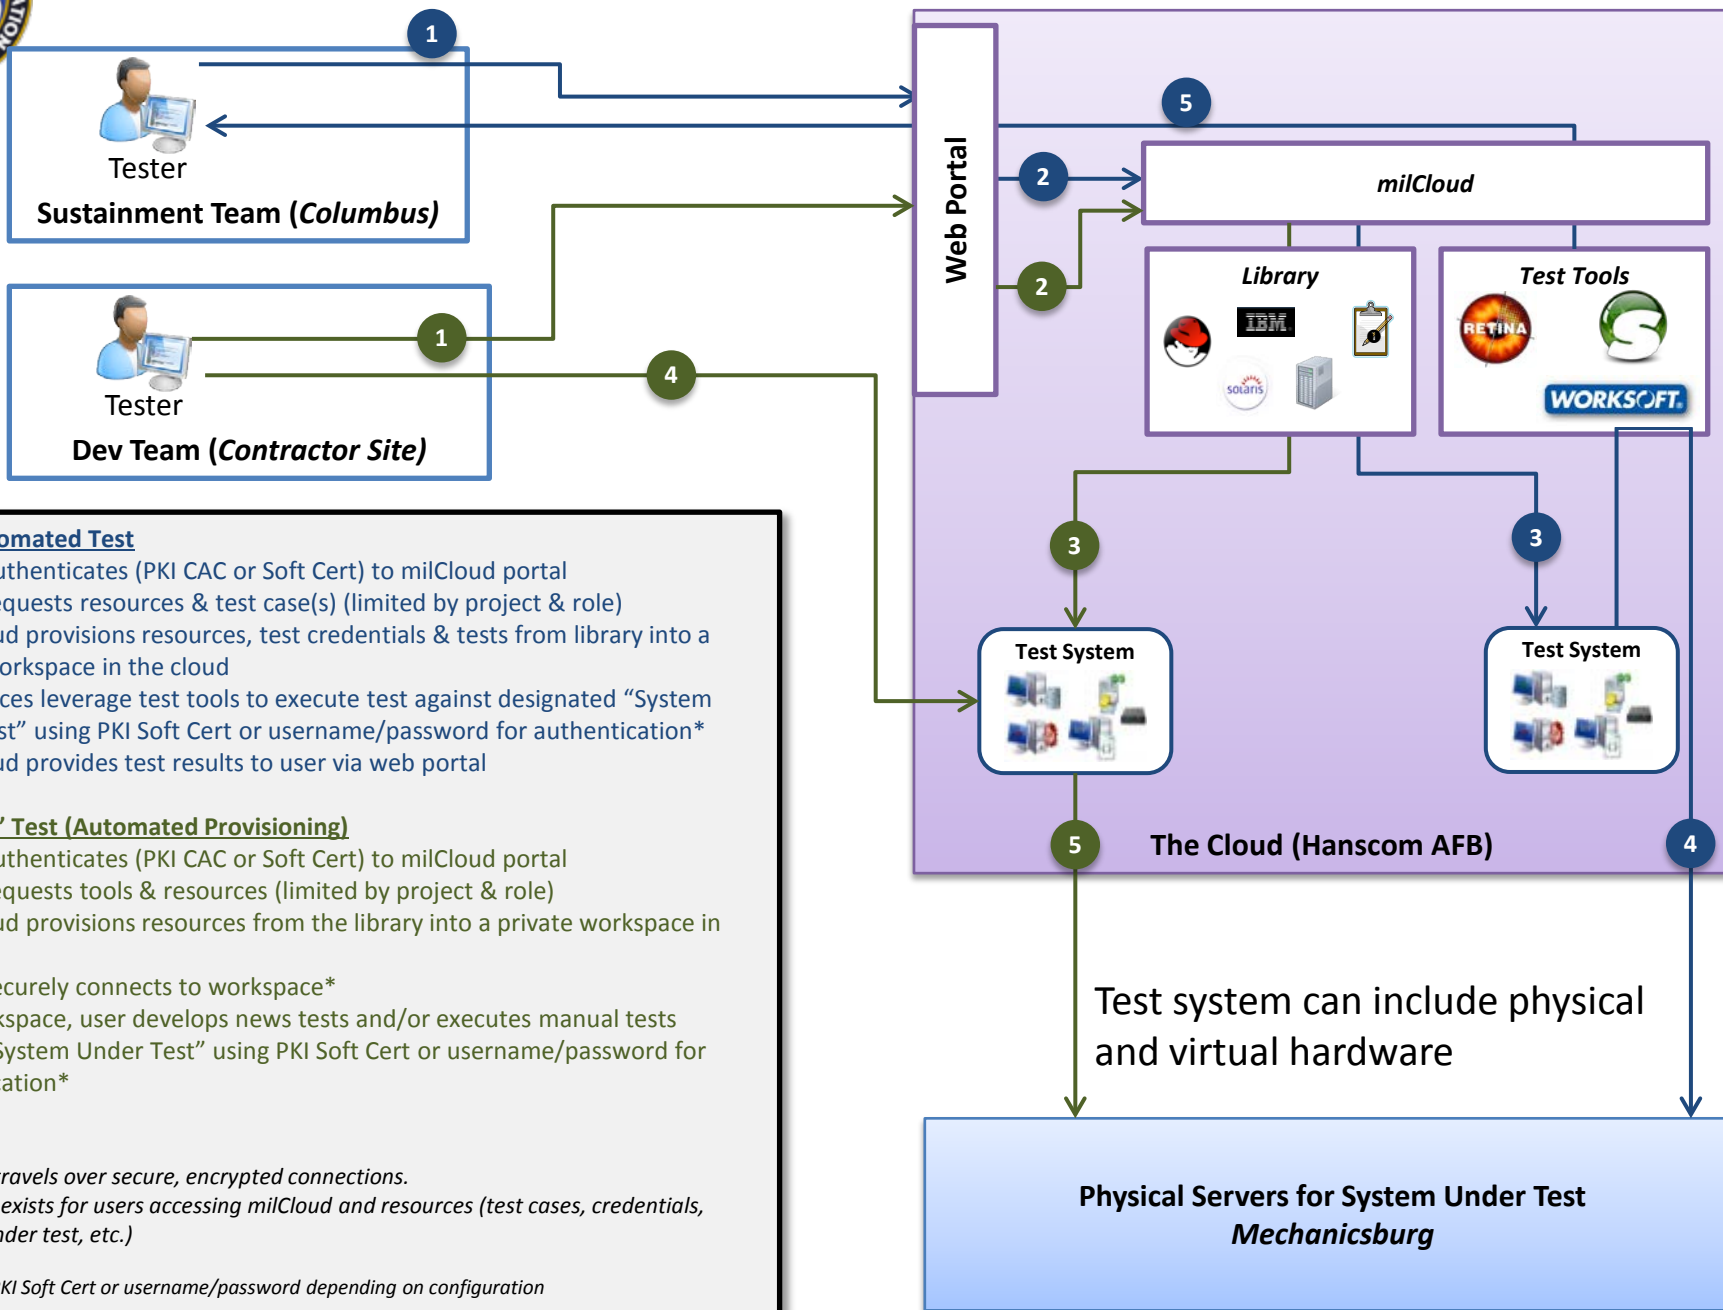 ATION
1
Tester
Sustainment Team (Columbus)
1
Tester
Dev Team (Contractor Site)
4
Web Portal
5
2
2
milCloud
Library
IBM.
solaris
Test Tools
RETINA
S
WORKSOFT.
3
3
Test System
Test System
5
The Cloud (Hanscom AFB)
4
Test system can include physical
and virtual hardware
Physical Servers for System Under Test
Mechanicsburg
omated Test
uthenticates (PKI CAC or Soft Cert) to milCloud portal
equests resources & test case(s) (limited by project & role)
ud provisions resources, test credentials & tests from library into a
orkspace in the cloud
ces leverage test tools to execute test against designated “System
st” using PKI Soft Cert or username/password for authentication*
ud provides test results to user via web portal
” Test (Automated Provisioning)
uthenticates (PKI CAC or Soft Cert) to milCloud portal
equests tools & resources (limited by project & role)
ud provisions resources from the library into a private workspace in
ecurely connects to workspace*
kspace, user develops news tests and/or executes manual tests
System Under Test” using PKI Soft Cert or username/password for
cation*
ravels over secure, encrypted connections.
exists for users accessing milCloud and resources (test cases, credentials,
nder test, etc.)
KI Soft Cert or username/password depending on configuration